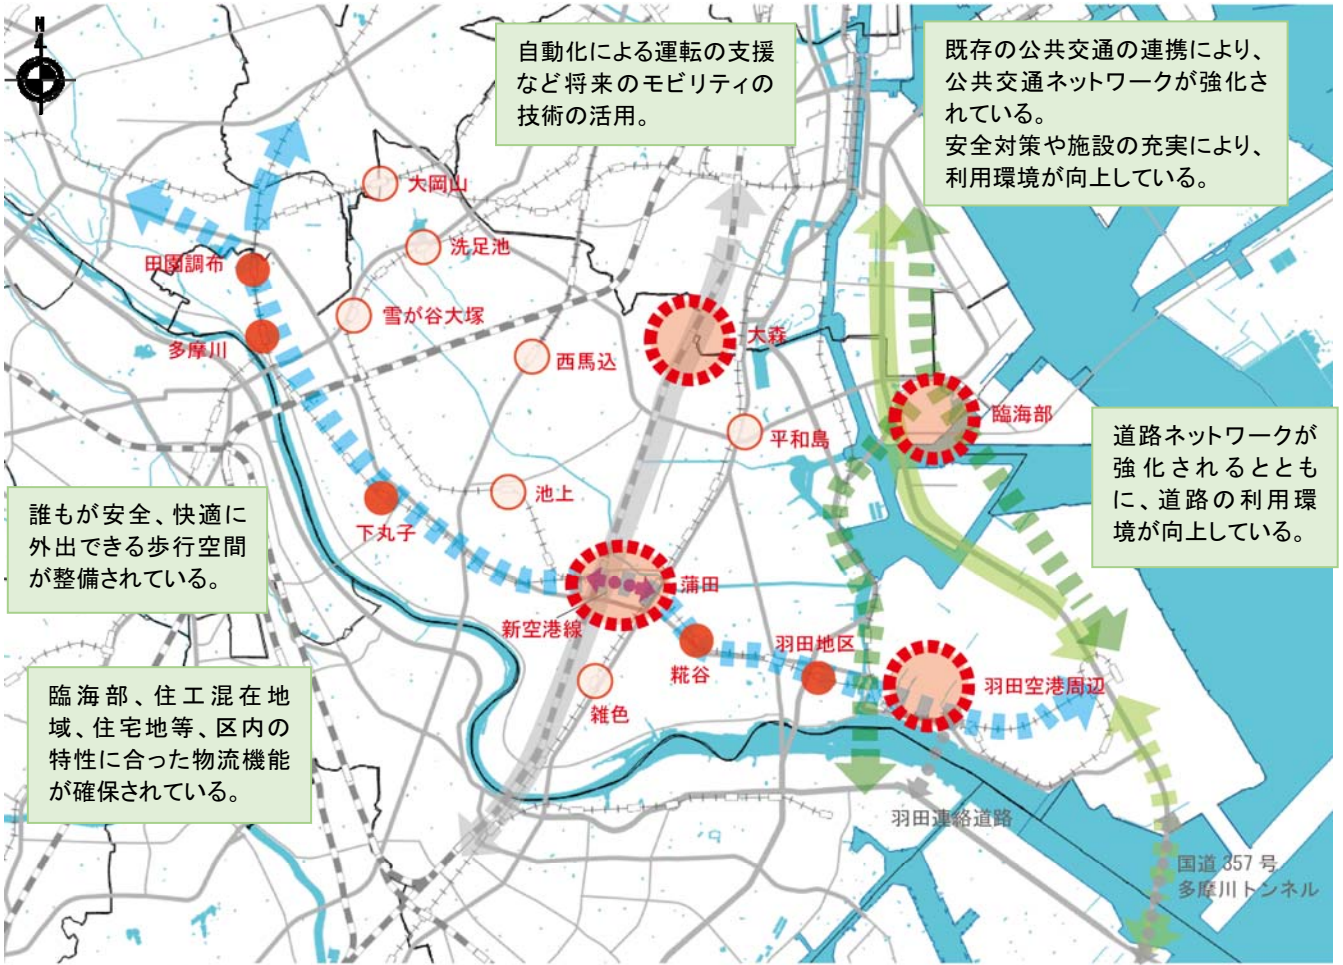 N
自動化による運転の支援
など将来のモビリティの
技術の活用。
既存の公共交通の連携により、
公共交通ネットワークが強化さ
れている。
安全対策や施設の充実により、
利用環境が向上している。
大岡山
洗足池
田園調布
雪が谷大塚
多摩川
西馬込
大森
平和島
臨海部
道路ネットワークが
強化されるととも
に、道路の利用環
境が向上している。
池上
下丸子
誰もが安全、快適に
外出できる歩行空間
が整備されている。
蒲田
新空港線
糀谷
羽田地区
羽田空港周辺
雑色
臨海部、住工混在地
域、住宅地等、区内の
特性に合った物流機能
が確保されている。
羽田連絡道路
国道357号
多摩川トンネル